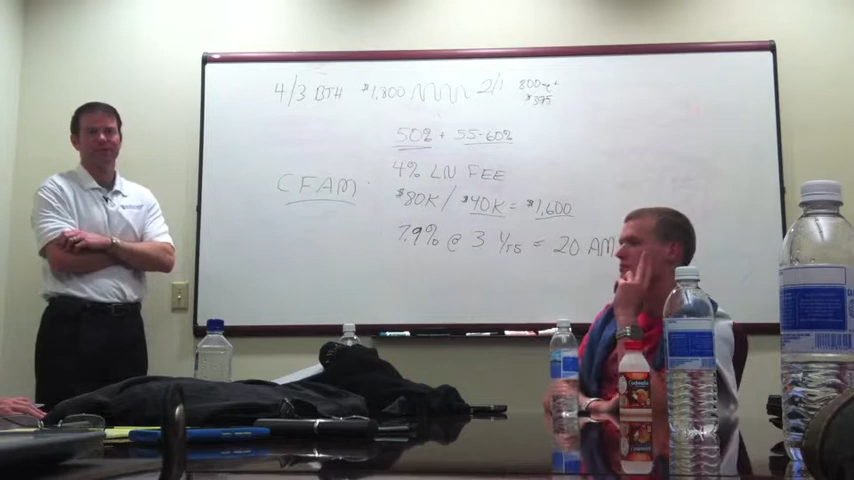 4/3 BTH $1,800 2/1 800sq+
$395
50% + 55-60%
4% LN FEE
CFAM
$80K / $40K = $1,600
7.9% @ 3 Yrs = 20 AM